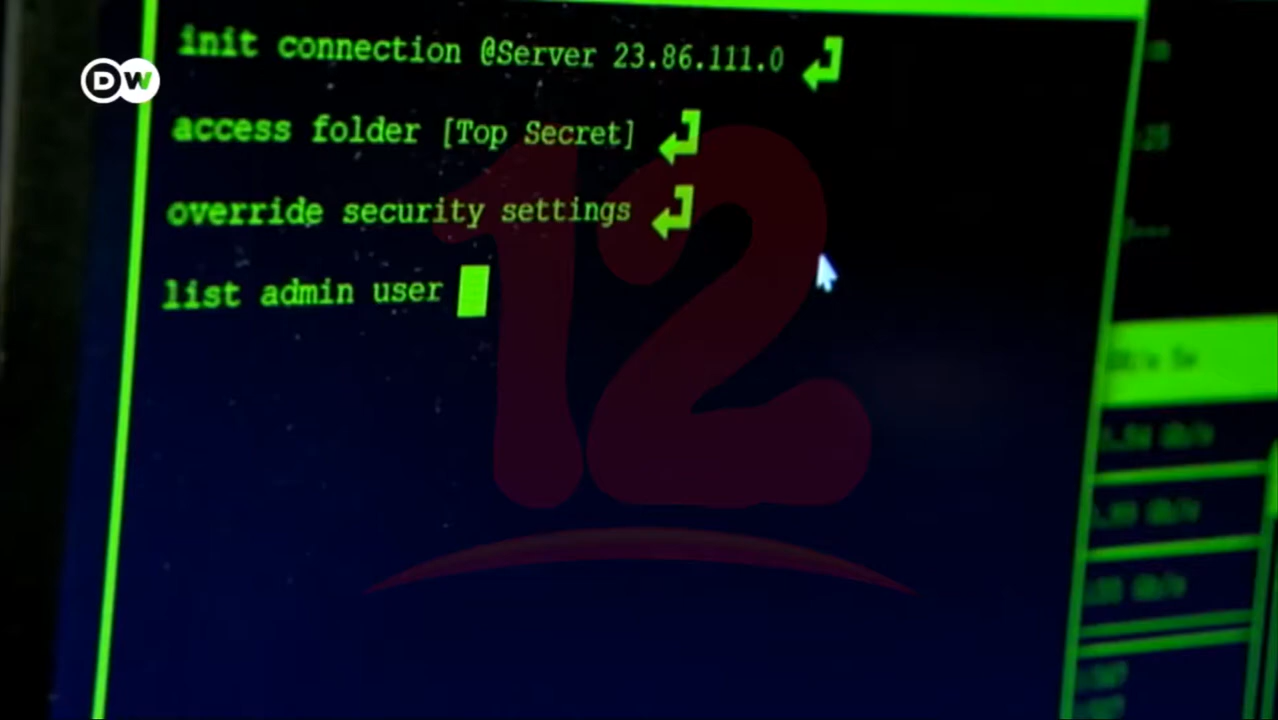 init connection @Server 23.86.111.0
DW
access folder [Top Secret]
12
override security settings
list admin user